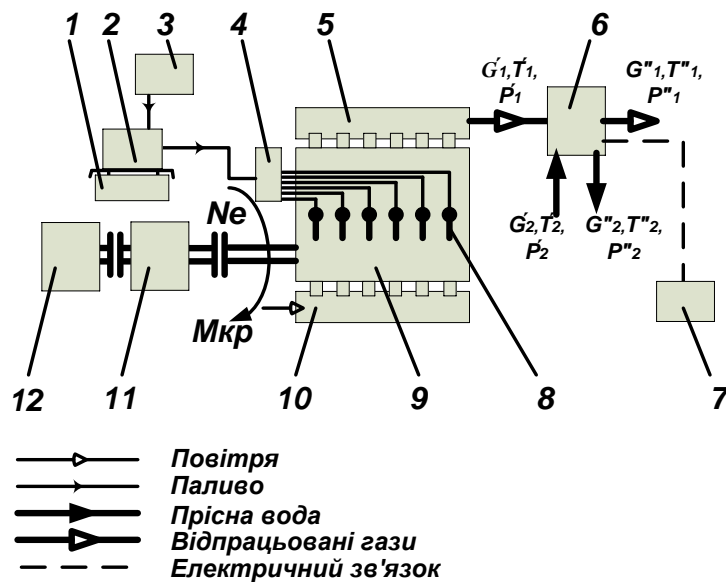 1 2 3 4 5 6
G'1,T'1,
P'1
G"1,T"1,
P"1
Ne
G'2,T'2,
P'2
G"2,T"2,
P"2
Мкр
12 11 10 9 8 7
Повітря
Паливо
Прісна вода
Відпрацьовані гази
Електричний зв'язок